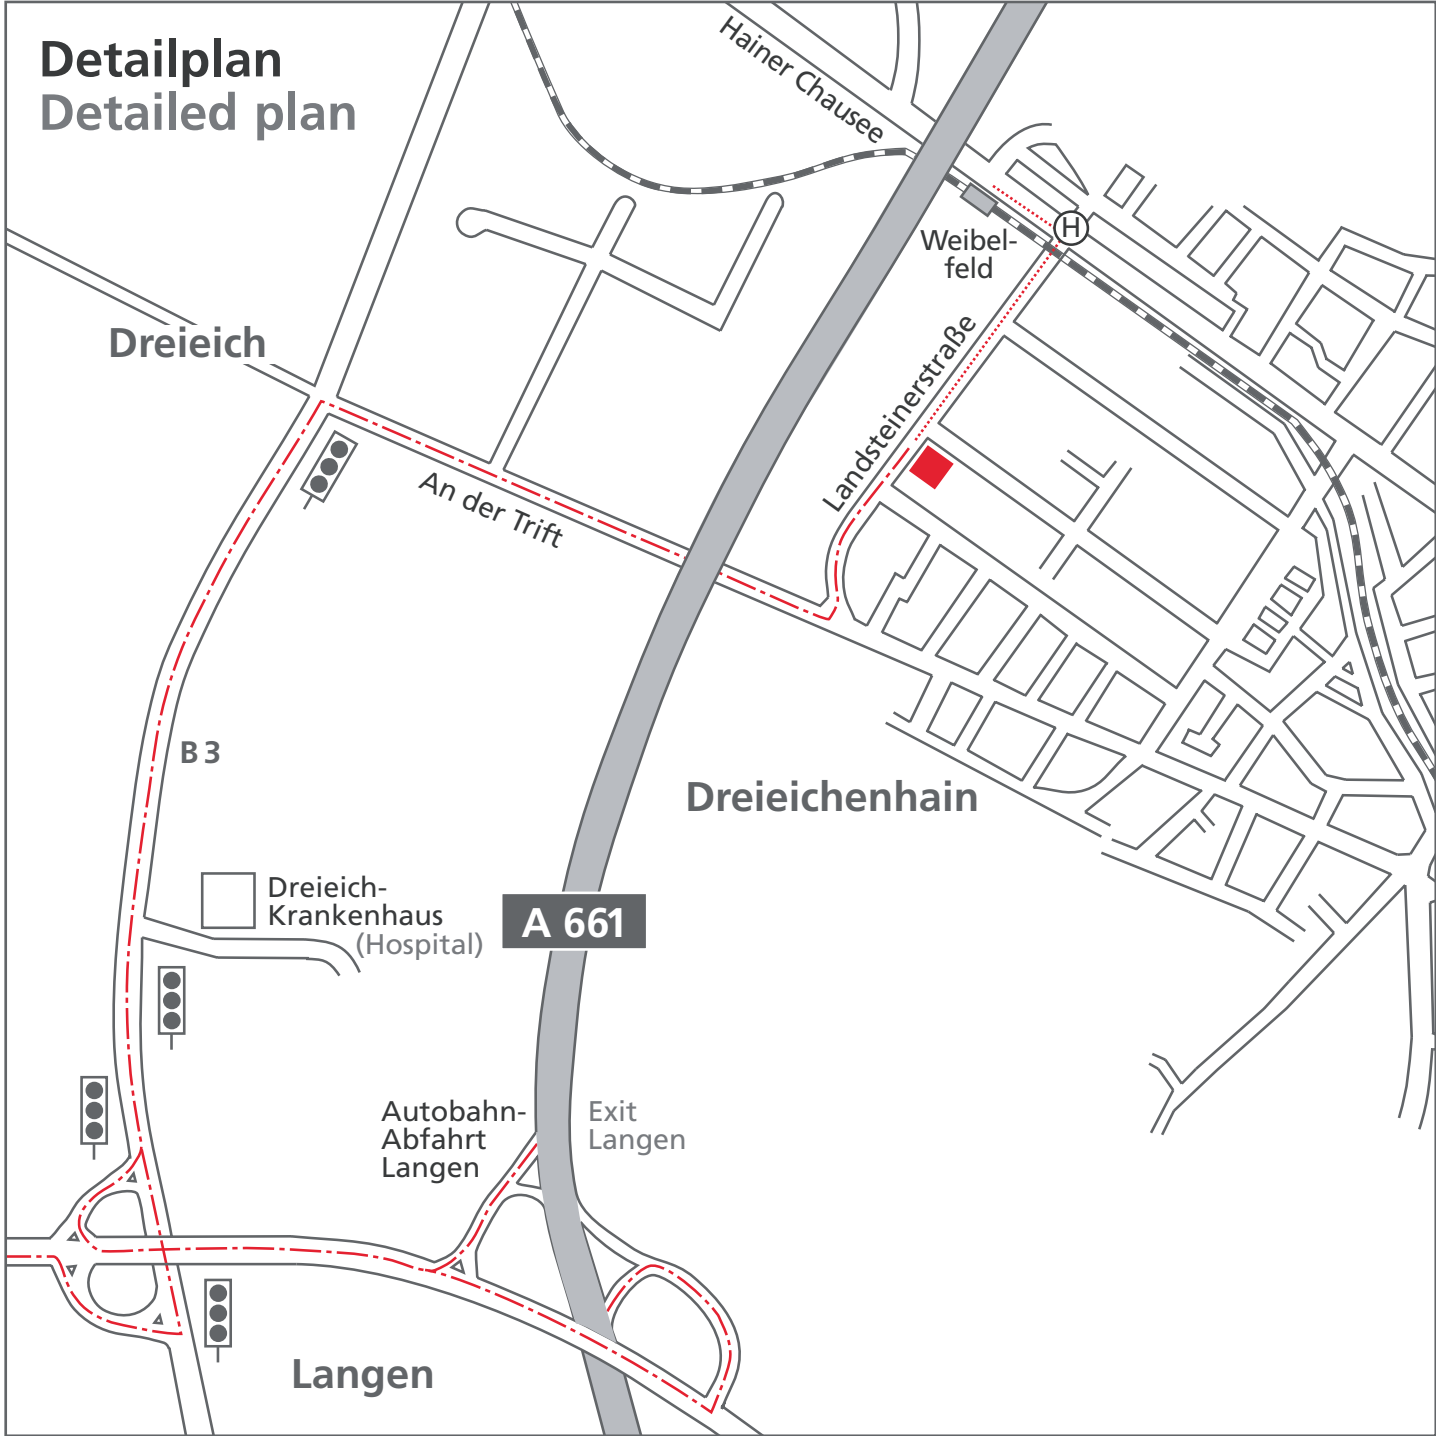 Detailplan
Detailed plan
Hainer Chausee
H
Weibel-
feld
Dreieich
Landsteinerstraße
An der Trift
B 3
Dreieichenhain
Dreieich-
Krankenhaus
(Hospital)
A 661
Autobahn-
Abfahrt
Langen
Exit
Langen
Langen